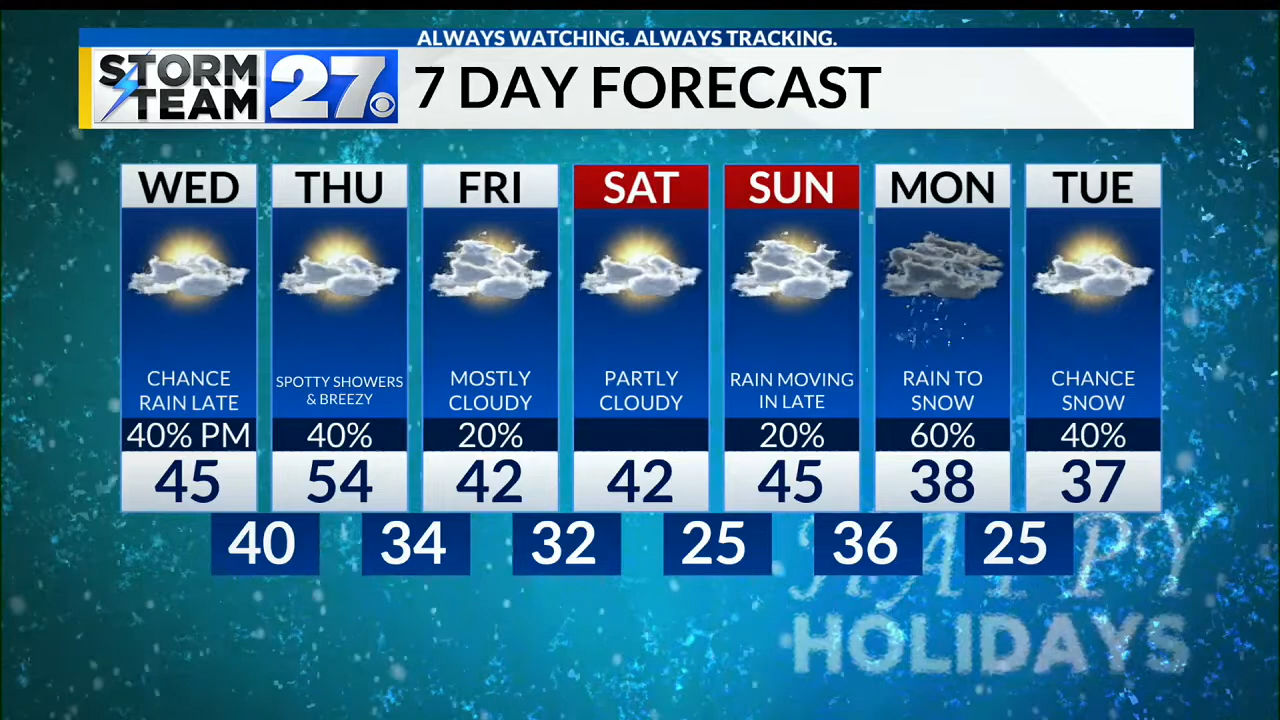 ALWAYS WATCHING. ALWAYS TRACKING.
STORM TEAM 27 7 DAY FORECAST
WED THU FRI SAT SUN MON TUE
CHANCE RAIN LATE
SPOTTY SHOWERS & BREEZY
MOSTLY CLOUDY
PARTLY CLOUDY
RAIN MOVING IN LATE
RAIN TO SNOW
CHANCE SNOW
40% PM 40% 20% 20% 60% 40%
45 54 42 42 45 38 37
40 34 32 25 36 25
HAPPY
HOLIDAYS